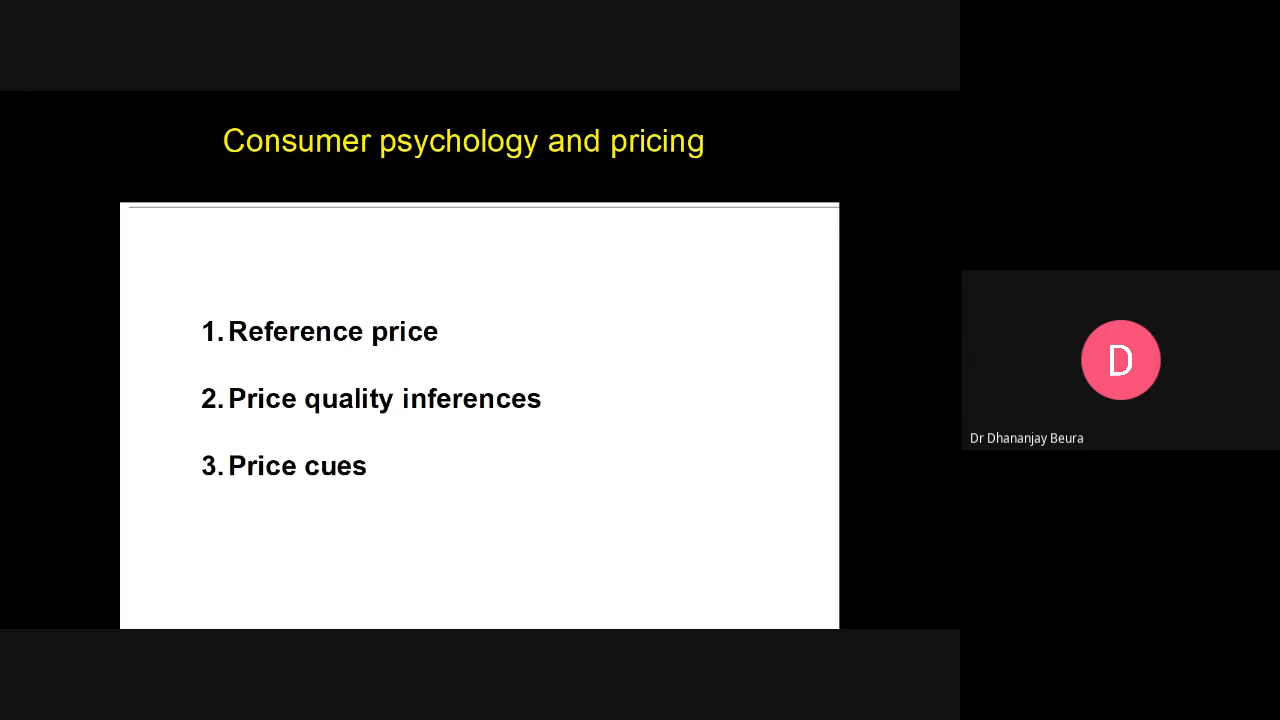 Consumer psychology and pricing
1. Reference price
2. Price quality inferences
3. Price cues
D
Dr Dhananjay Beura